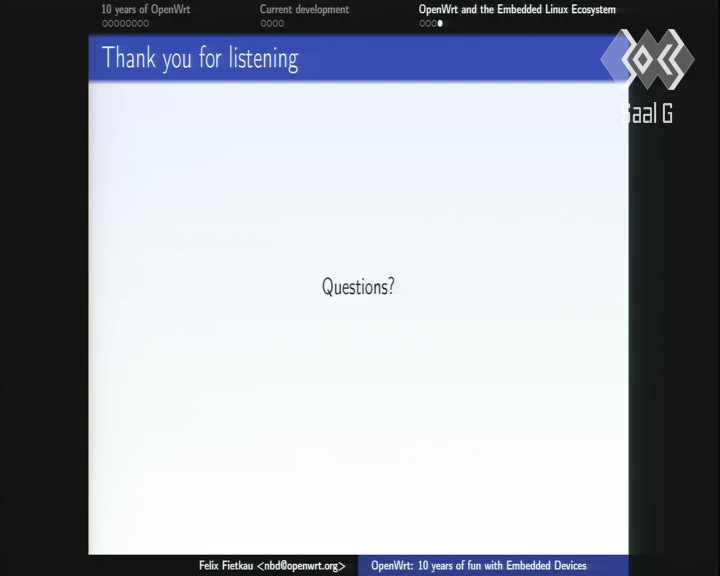 10 years of OpenWrt
Current development
OpenWrt and the Embedded Linux Ecosystem
Thank you for listening
Saal G
Questions?
Felix Fietkau <nbd@openwrt.org>
OpenWrt: 10 years of fun with Embedded Devices